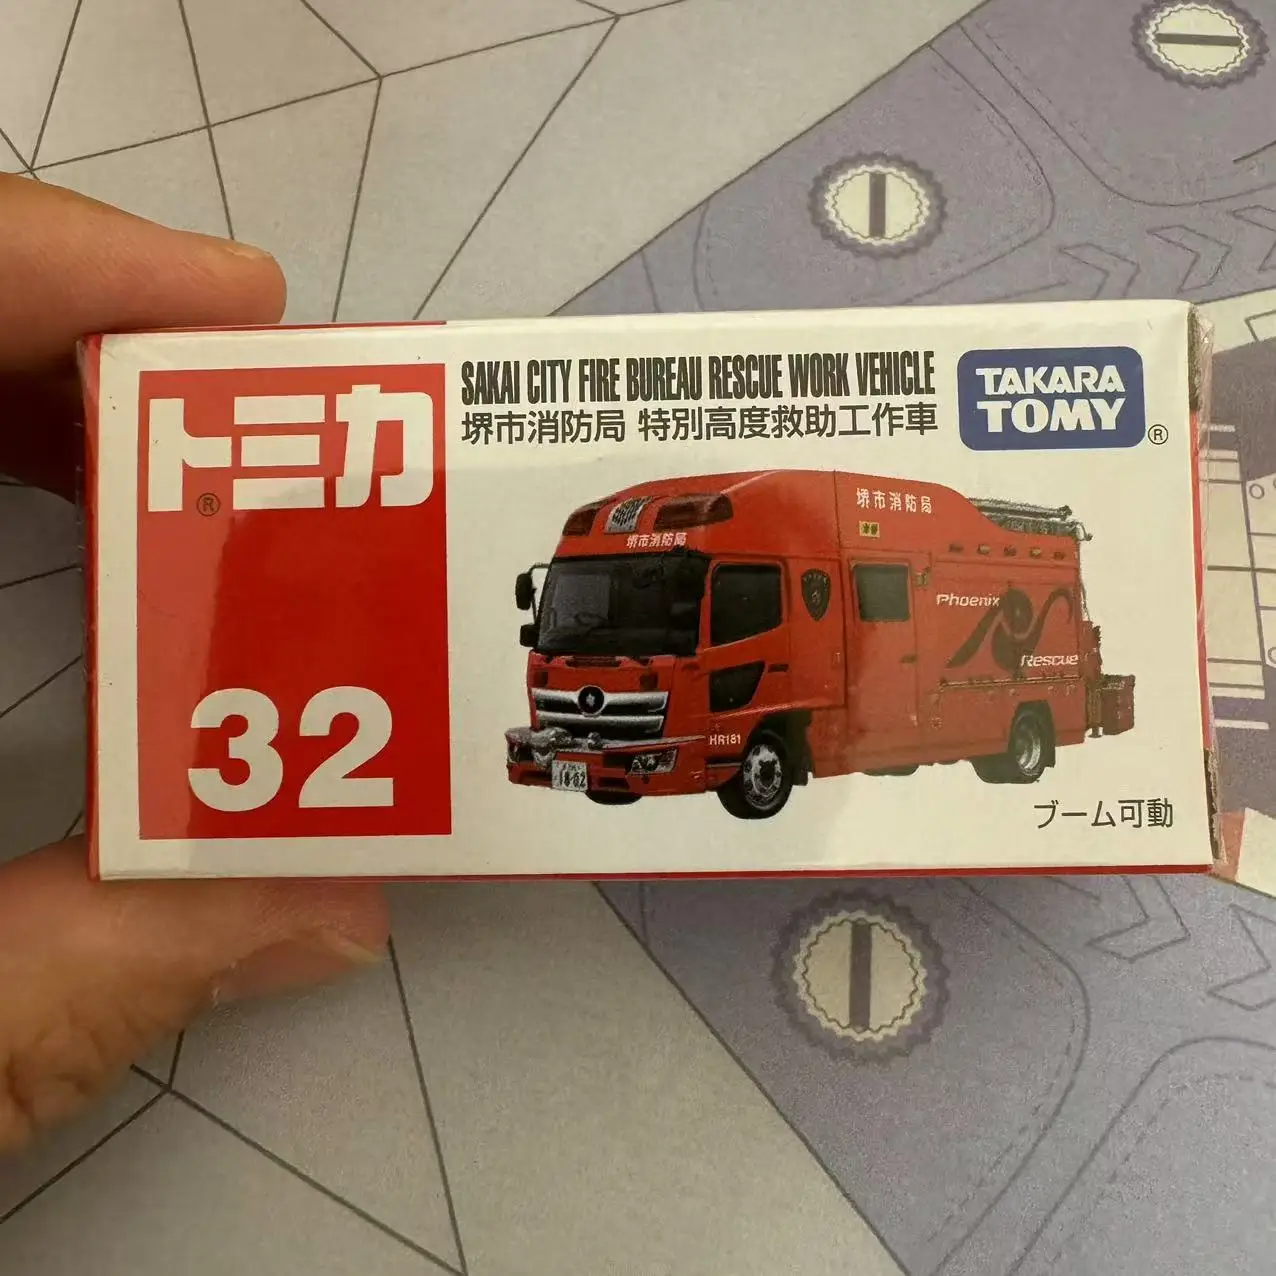 トミカ
®
32
SAKAI CITY FIRE BUREAU RESCUE WORK VEHICLE
堺市消防局 特別高度救助工作車
TAKARA
TOMY
®
堺市消防局
堺市消防局
Phoenix
Rescue
HR181
18-02
ブーム可動